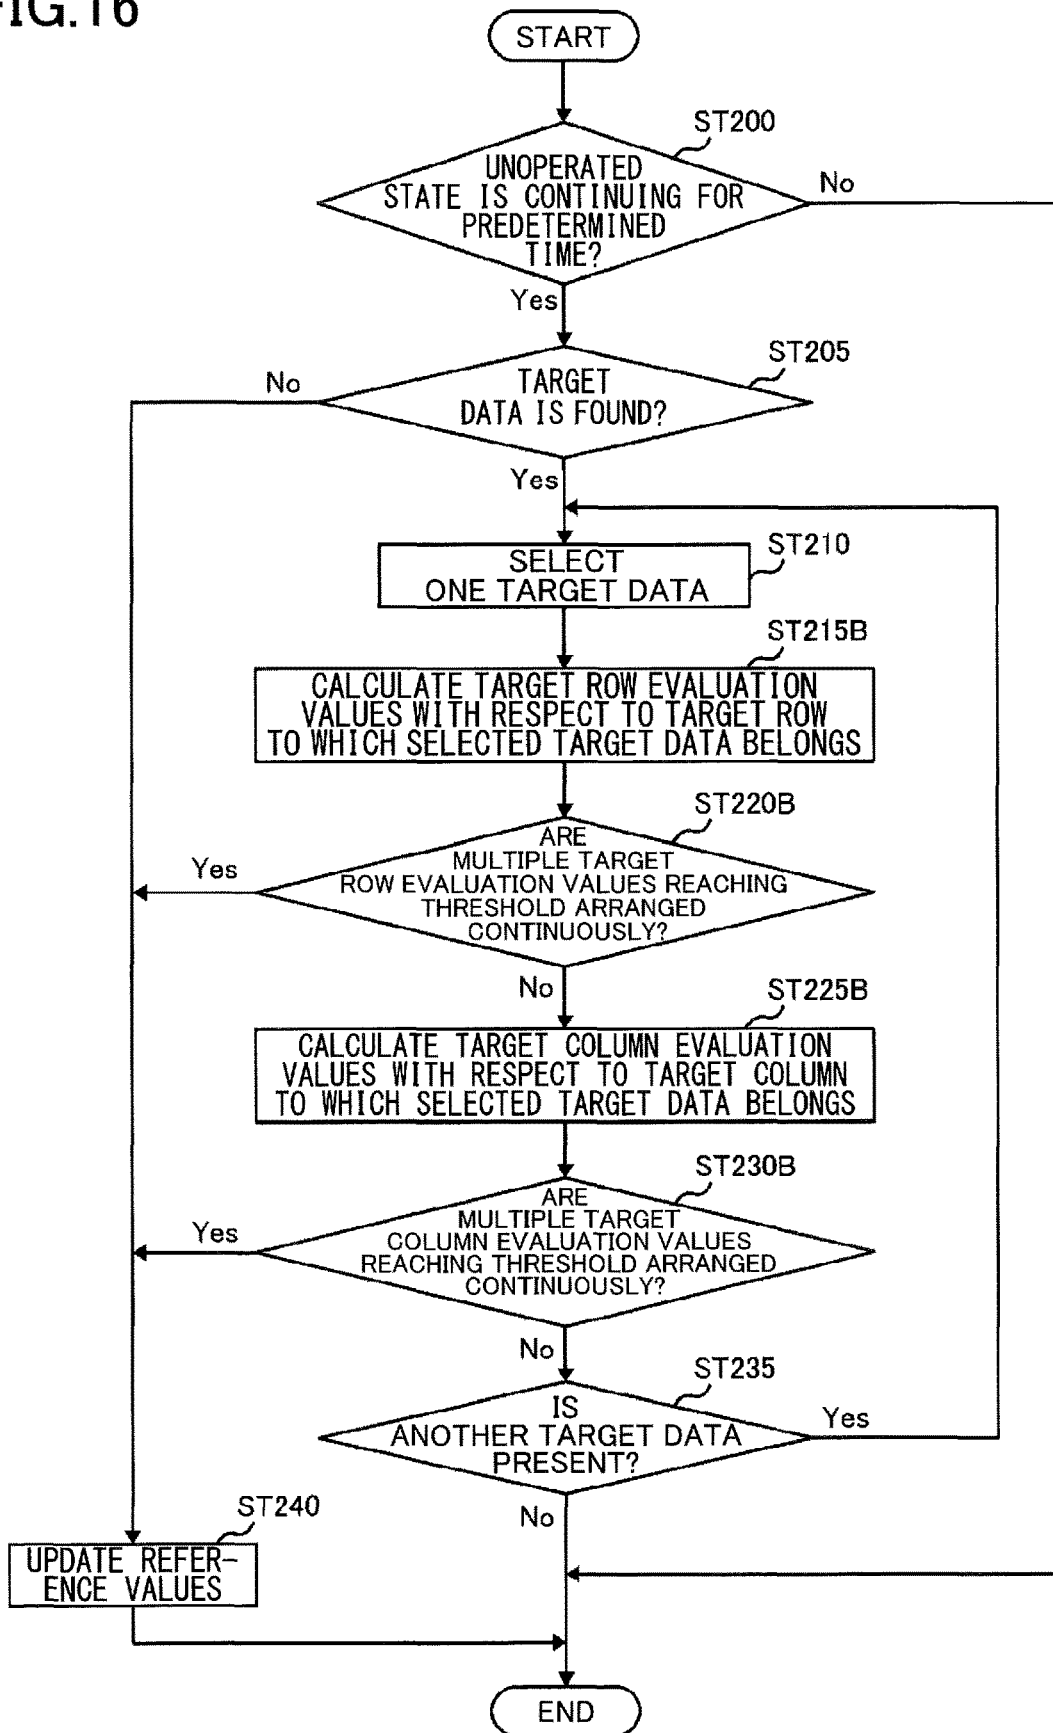 FIG.16
START
ST200
UNOPERATED
STATE IS CONTINUING FOR
PREDETERMINED
TIME?
No
Yes
ST205
No
TARGET
DATA IS FOUND?
Yes
ST210
SELECT
ONE TARGET DATA
ST215B
CALCULATE TARGET ROW EVALUATION
VALUES WITH RESPECT TO TARGET ROW
TO WHICH SELECTED TARGET DATA BELONGS
ST220B
ARE
MULTIPLE TARGET
ROW EVALUATION VALUES REACHING
THRESHOLD ARRANGED
CONTINUOUSLY?
Yes
No
ST225B
CALCULATE TARGET COLUMN EVALUATION
VALUES WITH RESPECT TO TARGET COLUMN
TO WHICH SELECTED TARGET DATA BELONGS
ST230B
ARE
MULTIPLE TARGET
COLUMN EVALUATION VALUES
REACHING THRESHOLD ARRANGED
CONTINUOUSLY?
Yes
No
ST235
IS
ANOTHER TARGET DATA
PRESENT?
Yes
No
ST240
UPDATE REFER-
ENCE VALUES
END